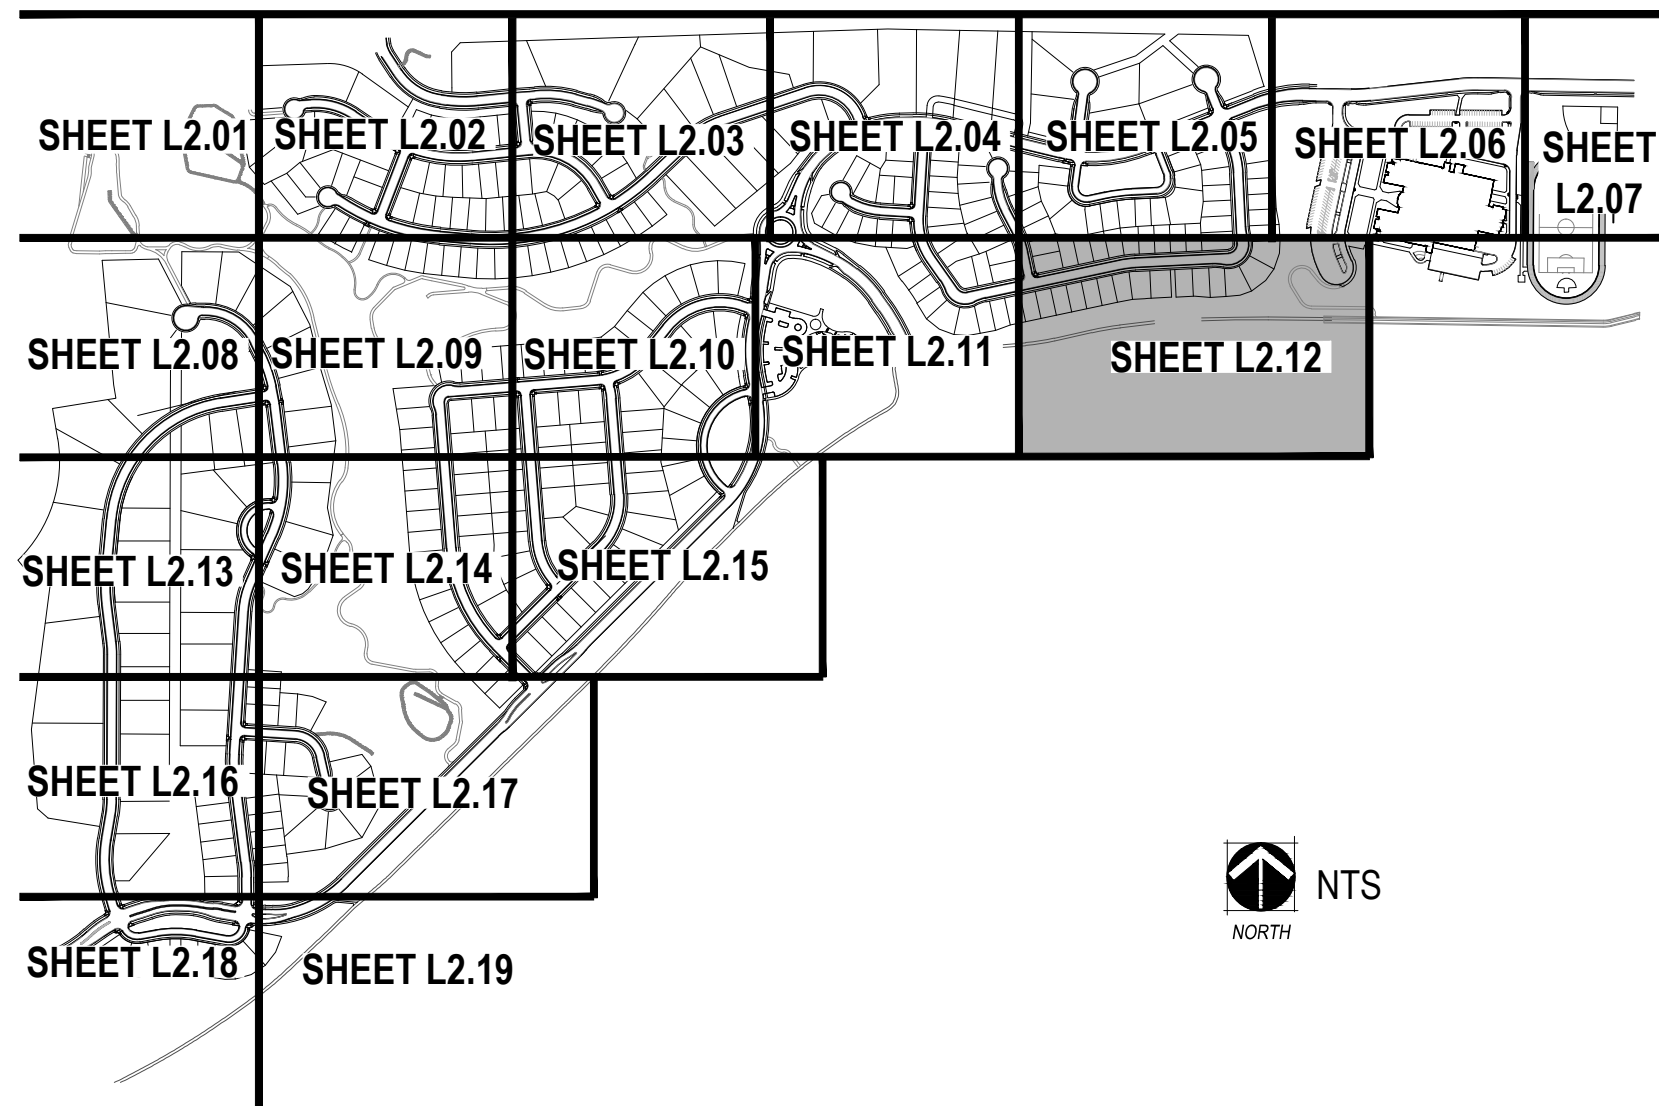 SHEET L2.01
SHEET L2.02
SHEET L2.03
SHEET L2.04
SHEET L2.05
SHEET L2.06
SHEET
L2.07
SHEET L2.08
SHEET L2.09
SHEET L2.10
SHEET L2.11
SHEET L2.12
SHEET L2.13
SHEET L2.14
SHEET L2.15
SHEET L2.16
SHEET L2.17
NTS
NORTH
SHEET L2.18
SHEET L2.19